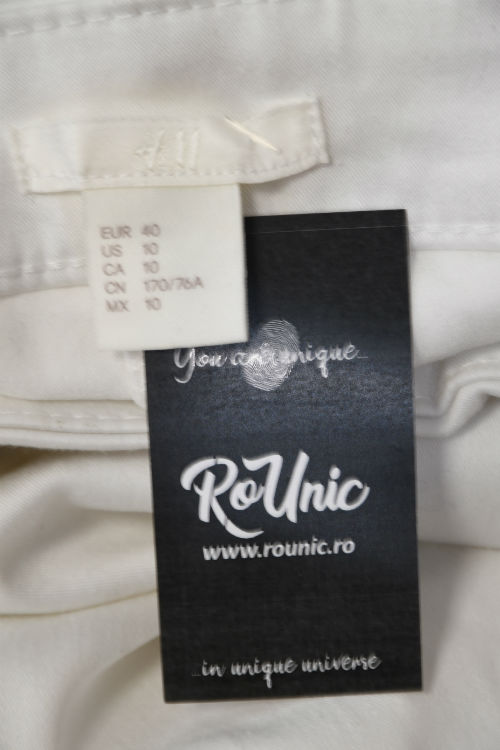 H&M
EUR 40
US 10
CA 10
CN 170/76A
MX 10
You are unique...
RoUnic
www.rounic.ro
...in unique universe